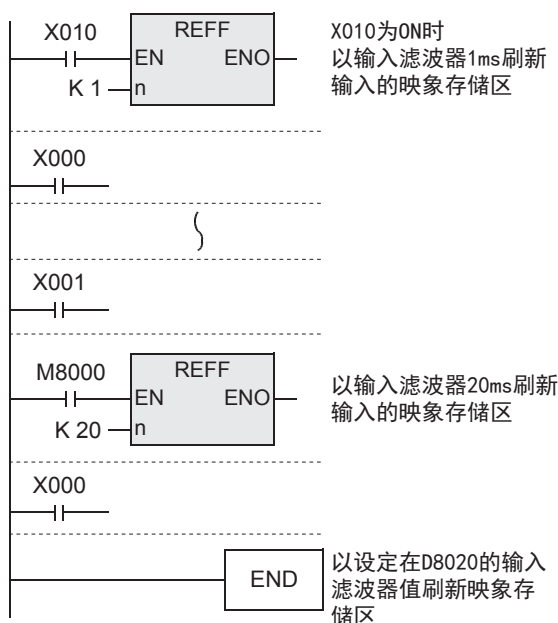 X010
REFF
EN ENO
K 1
n
X010为ON时
以输入滤波器1ms刷新
输入的映象存储区
X000
X001
M8000
REFF
EN ENO
K 20
n
以输入滤波器20ms刷新
输入的映象存储区
X000
END
以设定在D8020的输入
滤波器值刷新映象存
储区